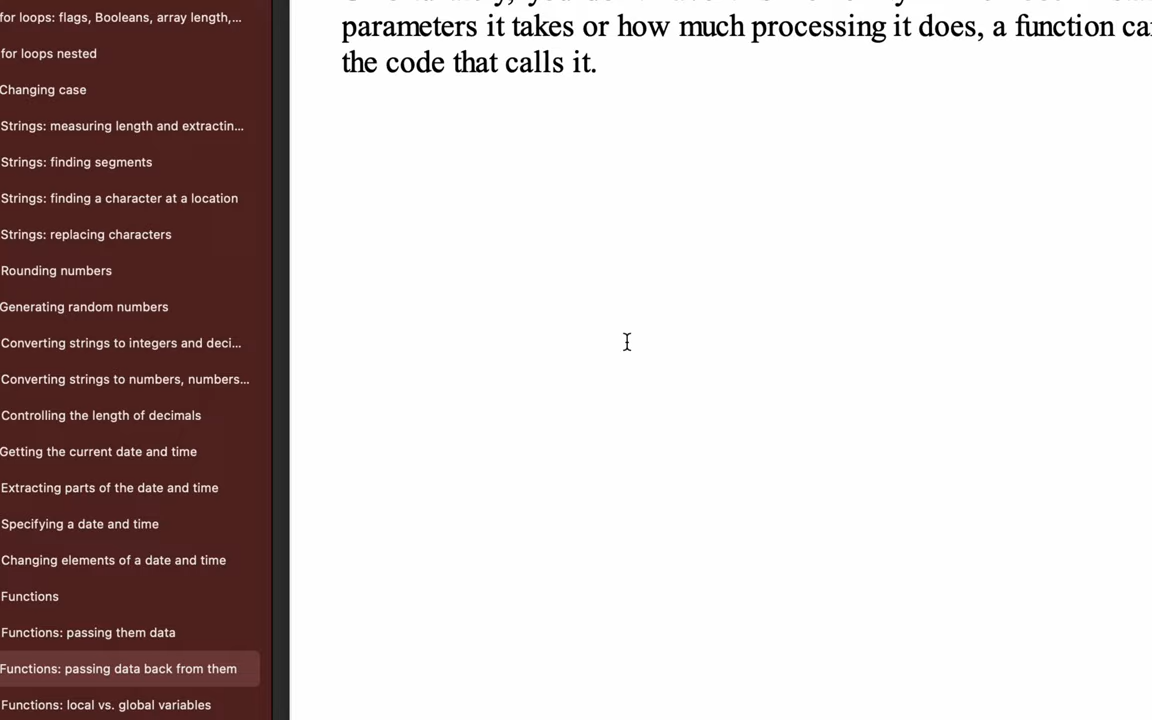 for loops: flags, Booleans, array length,...
for loops nested
Changing case
Strings: measuring length and extractin...
Strings: finding segments
Strings: finding a character at a location
Strings: replacing characters
Rounding numbers
Generating random numbers
Converting strings to integers and deci...
Converting strings to numbers, numbers...
Controlling the length of decimals
Getting the current date and time
Extracting parts of the date and time
Specifying a date and time
Changing elements of a date and time
Functions
Functions: passing them data
Functions: passing data back from them
Functions: local vs. global variables
parameters it takes or how much processing it does, a function
the code that calls it.